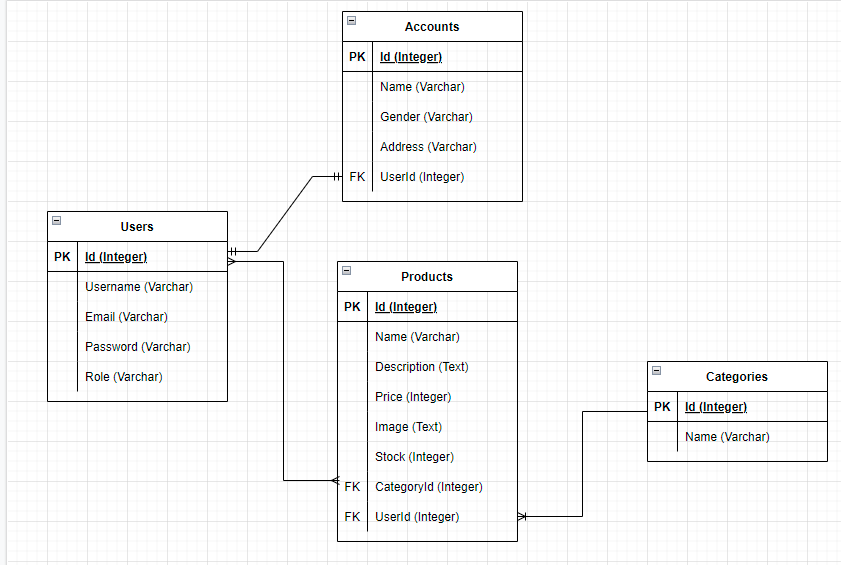 Accounts
PK Id (Integer)
Name (Varchar)
Gender (Varchar)
Address (Varchar)
FK UserId (Integer)
Users
PK Id (Integer)
Username (Varchar)
Email (Varchar)
Password (Varchar)
Role (Varchar)
Products
PK Id (Integer)
Name (Varchar)
Description (Text)
Price (Integer)
Image (Text)
Stock (Integer)
FK CategoryId (Integer)
FK UserId (Integer)
Categories
PK Id (Integer)
Name (Varchar)